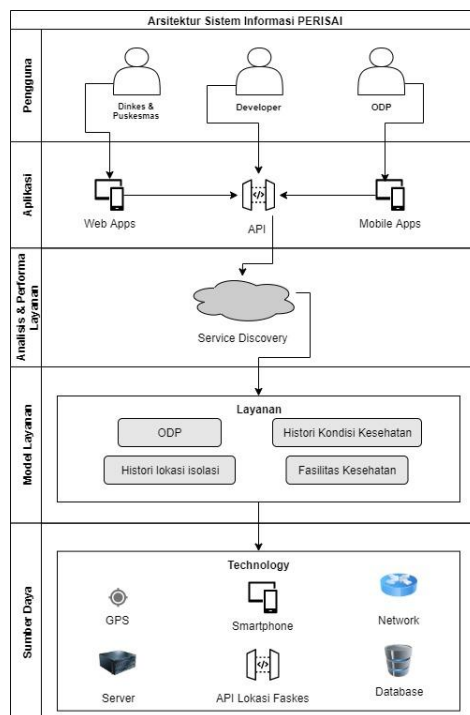 Arsitektur Sistem Informasi PERISAI
Pengguna
Dinkes &
Puskesmas
Developer
ODP
Aplikasi
Web Apps
API
Mobile Apps
Analisis & Performa
Layanan
Service Discovery
Model Layanan
Layanan
ODP
Histori Kondisi Kesehatan
Histori lokasi isolasi
Fasilitas Kesehatan
Sumber Daya
Technology
GPS
Smartphone
Network
Server
API Lokasi Faskes
Database